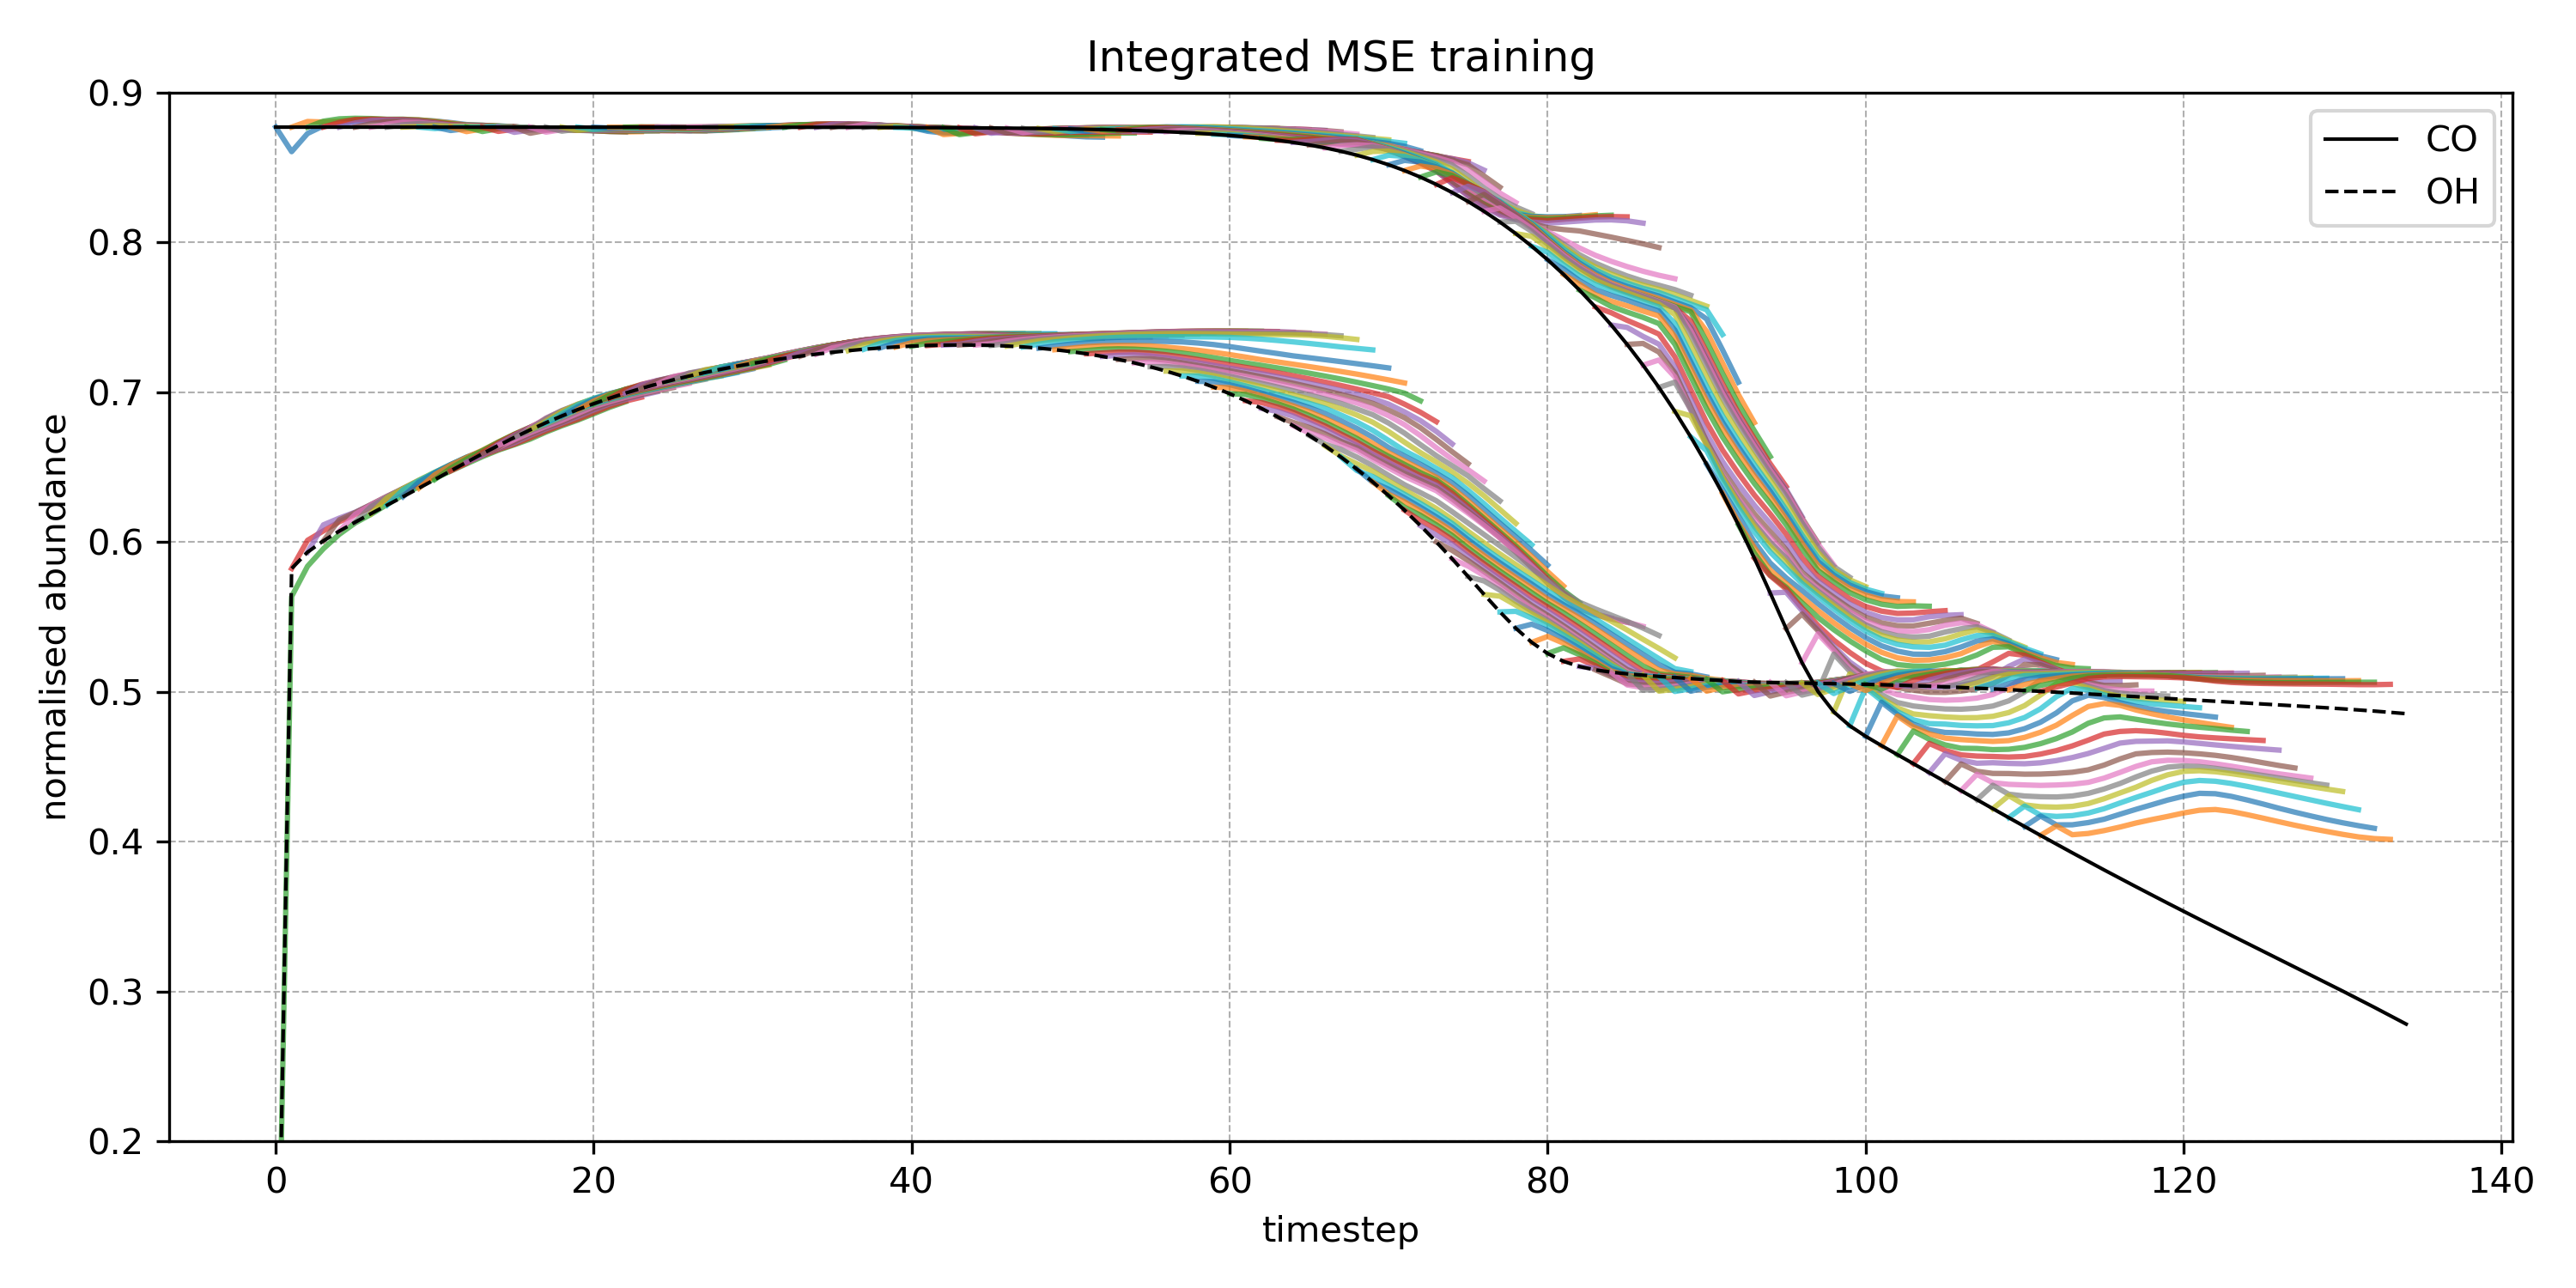 Integrated MSE training
0.9
0.8
0.7
0.6
0.5
0.4
0.3
0.2
normalised abundance
CO
OH
0 20 40 60 80 100 120 140
timestep